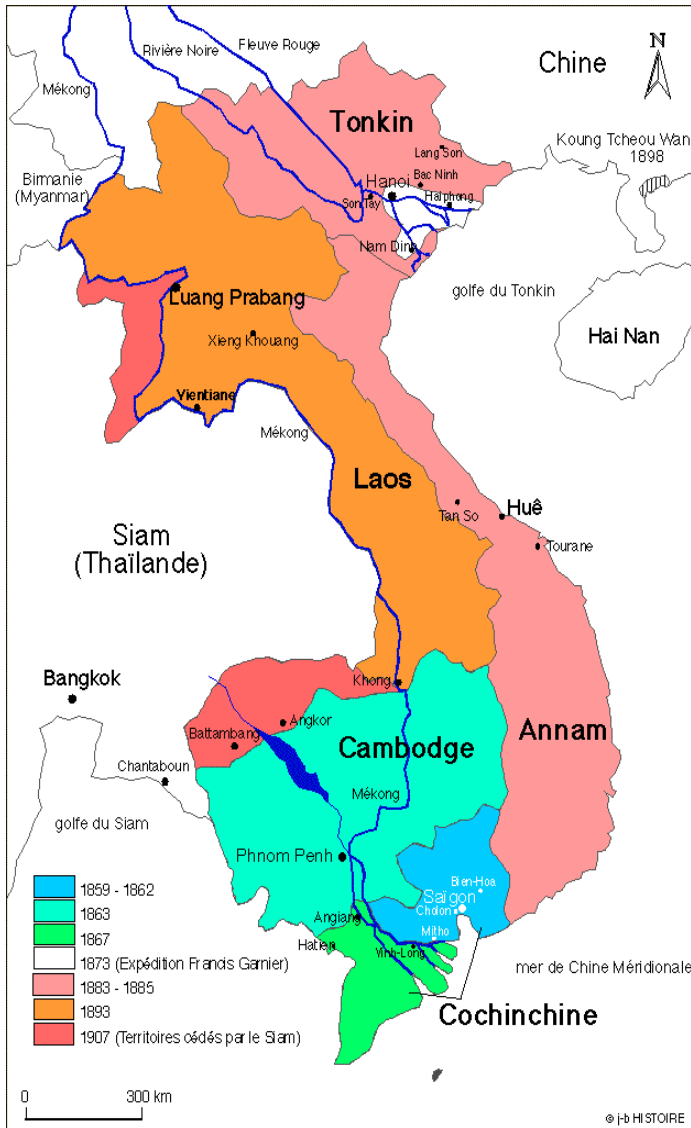 Fleuve Rouge
Rivière Noire
N
Chine
Mékong
Tonkin
Koung Tcheou Wan
1898
Lang Son
Bac Ninh
Birmanie
(Myanmar)
Hanoi
Son Tay
Haiphong
Nam Dinh
golfe du Tonkin
Luang Prabang
Hai Nan
Xieng Khouang
Vientiane
Mékong
Laos
Tan So
Huê
Tourane
Siam
(Thaïlande)
Khong
Bangkok
Angkor
Battambang
Annam
Cambodge
Chantaboun
Mékong
golfe du Siam
Phnom Penh
Bien-Hoa
Saïgon
Cholon
Angiang
Mitho
Hatien
Vinh-Long
mer de Chine Méridionale
Cochinchine
1859 - 1862
1863
1867
1873 (Expédition Francis Garnier)
1883 - 1885
1893
1907 (Territoires cédés par le Siam)
0 300 km
© j-b HISTOIRE